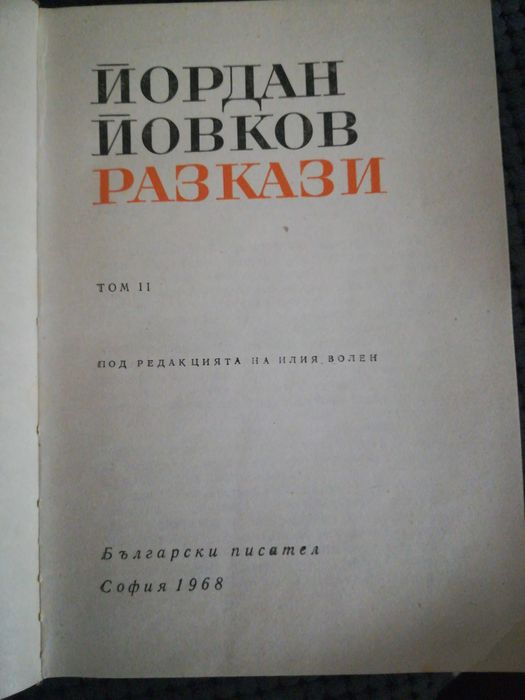 ЙОРДАН
ЙОВКОВ
РАЗКАЗИ
ТОМ II
ПОД РЕДАКЦИЯТА НА ИЛИЯ ВОЛЕН
Български писател
София 1968